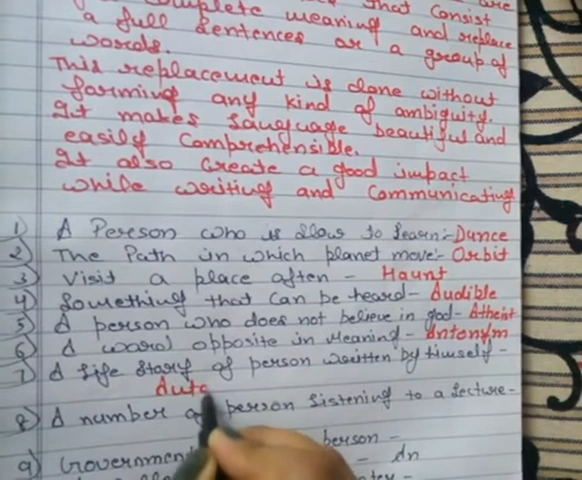 complete meaning and replace
a full sentences or a group of
words.
This replacement is done without
farming any kind of ambiguity.
It makes language beautiful and
easily comprehensible.
It also create a good impact
while writing and communicating
1) A Person who is slow to learn:- Dunce
2) The Path in which planet move:- Orbit
3) Visit a place often - Haunt
4) Something that can be heard- Audible
5) A person who does not believe in god- Atheist
6) A word opposite in Meaning- Antonym
7) A life story of person written by himself -
Auto
8) A number of person listening to a lecture-
9) Government person -
- dn